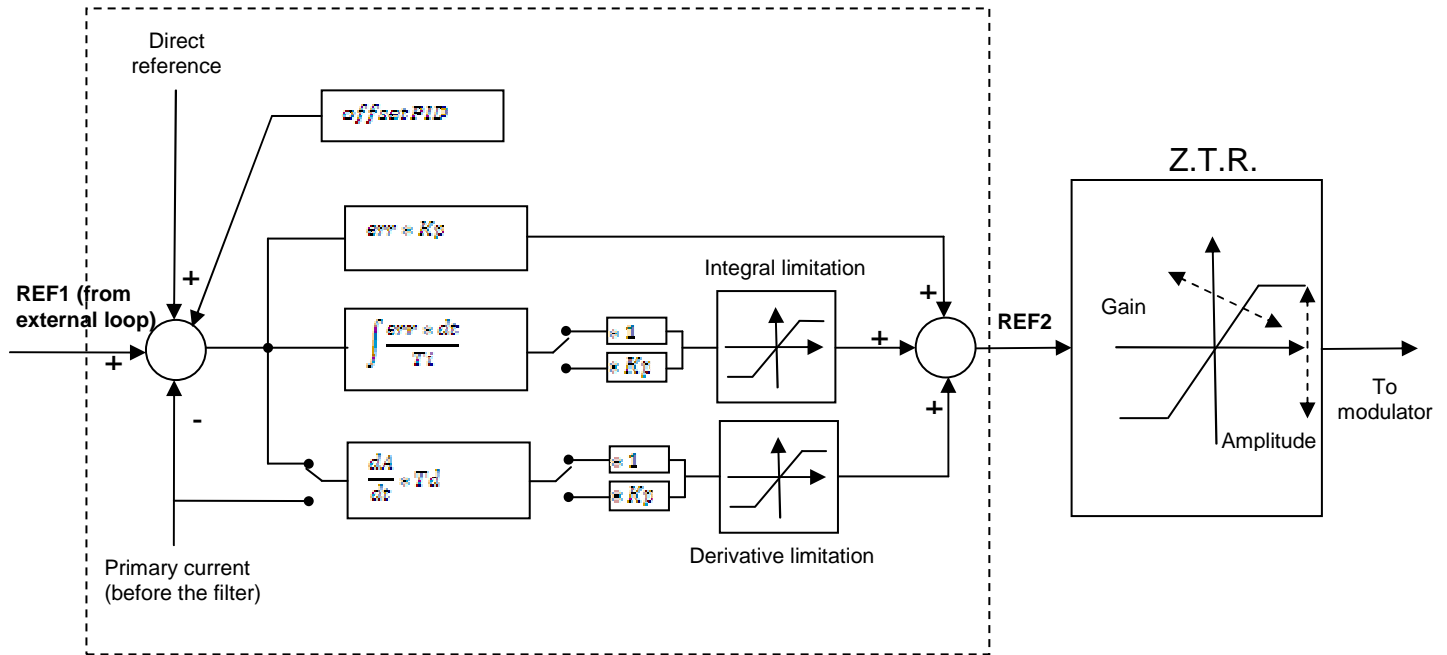 Direct
reference
offsetPID
Z.T.R.
err * Kp
+
REF1 (from
external loop)
+
-
Integral limitation
∫ err * dt / Ti
* 1
* Kp
+
+
+
REF2
Gain
Amplitude
To
modulator
dA / dt * Td
* 1
* Kp
Derivative limitation
Primary current
(before the filter)